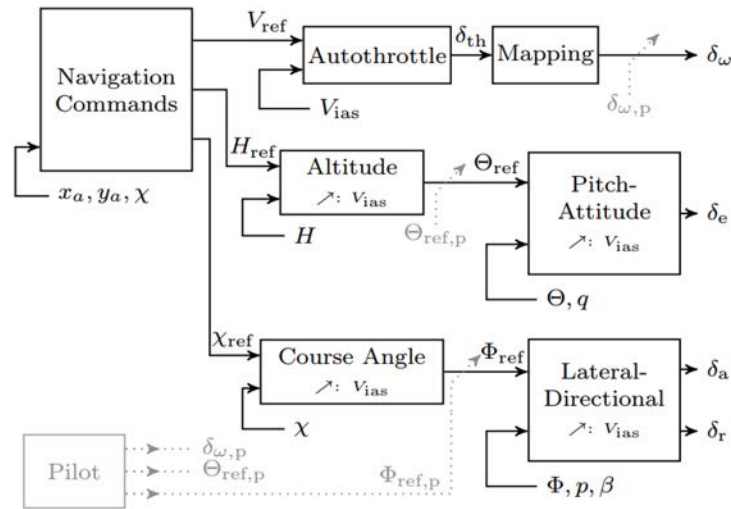 V_ref
Navigation
Commands
Autothrottle
δ_th
Mapping
δ_ω
V_ias
δ_ω,p
x_a, y_a, χ
H_ref
Altitude
↗: V_ias
H
Θ_ref
Θ_ref,p
Pitch-
Attitude
↗: V_ias
δ_e
Θ, q
χ_ref
Course Angle
↗: V_ias
χ
Φ_ref
Lateral-
Directional
↗: V_ias
δ_a
δ_r
Φ, p, β
Pilot
δ_ω,p
Θ_ref,p
Φ_ref,p